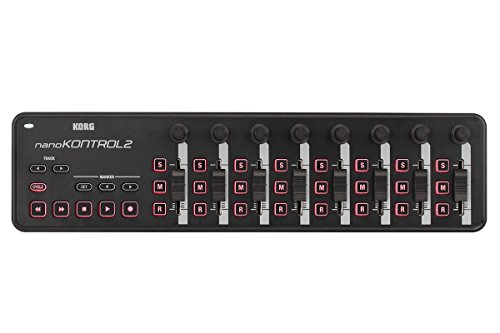 KORG
nanoKONTROL2
TRACK
MARKER
CYCLE
SET
S S S S S S S S
M M M M M M M M
R R R R R R R R